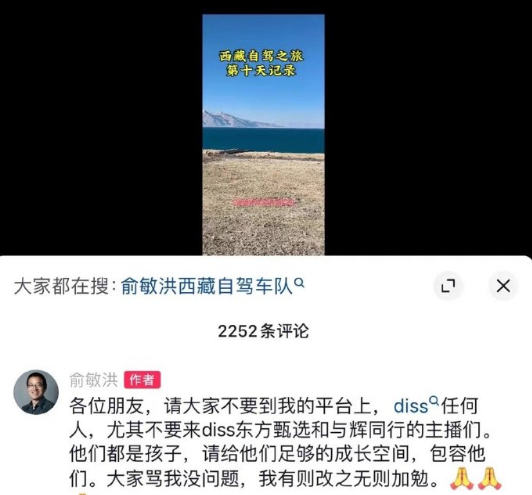 西藏自驾之旅
第十天记录
大家都在搜:俞敏洪西藏自驾车队
2252条评论
俞敏洪 作者
各位朋友，请大家不要到我的平台上，diss任何
人，尤其不要来diss东方甄选和与辉同行的主播们。
他们都是孩子，请给他们足够的成长空间，包容他
们。大家骂我没问题，我有则改之无则加勉。🙏🙏